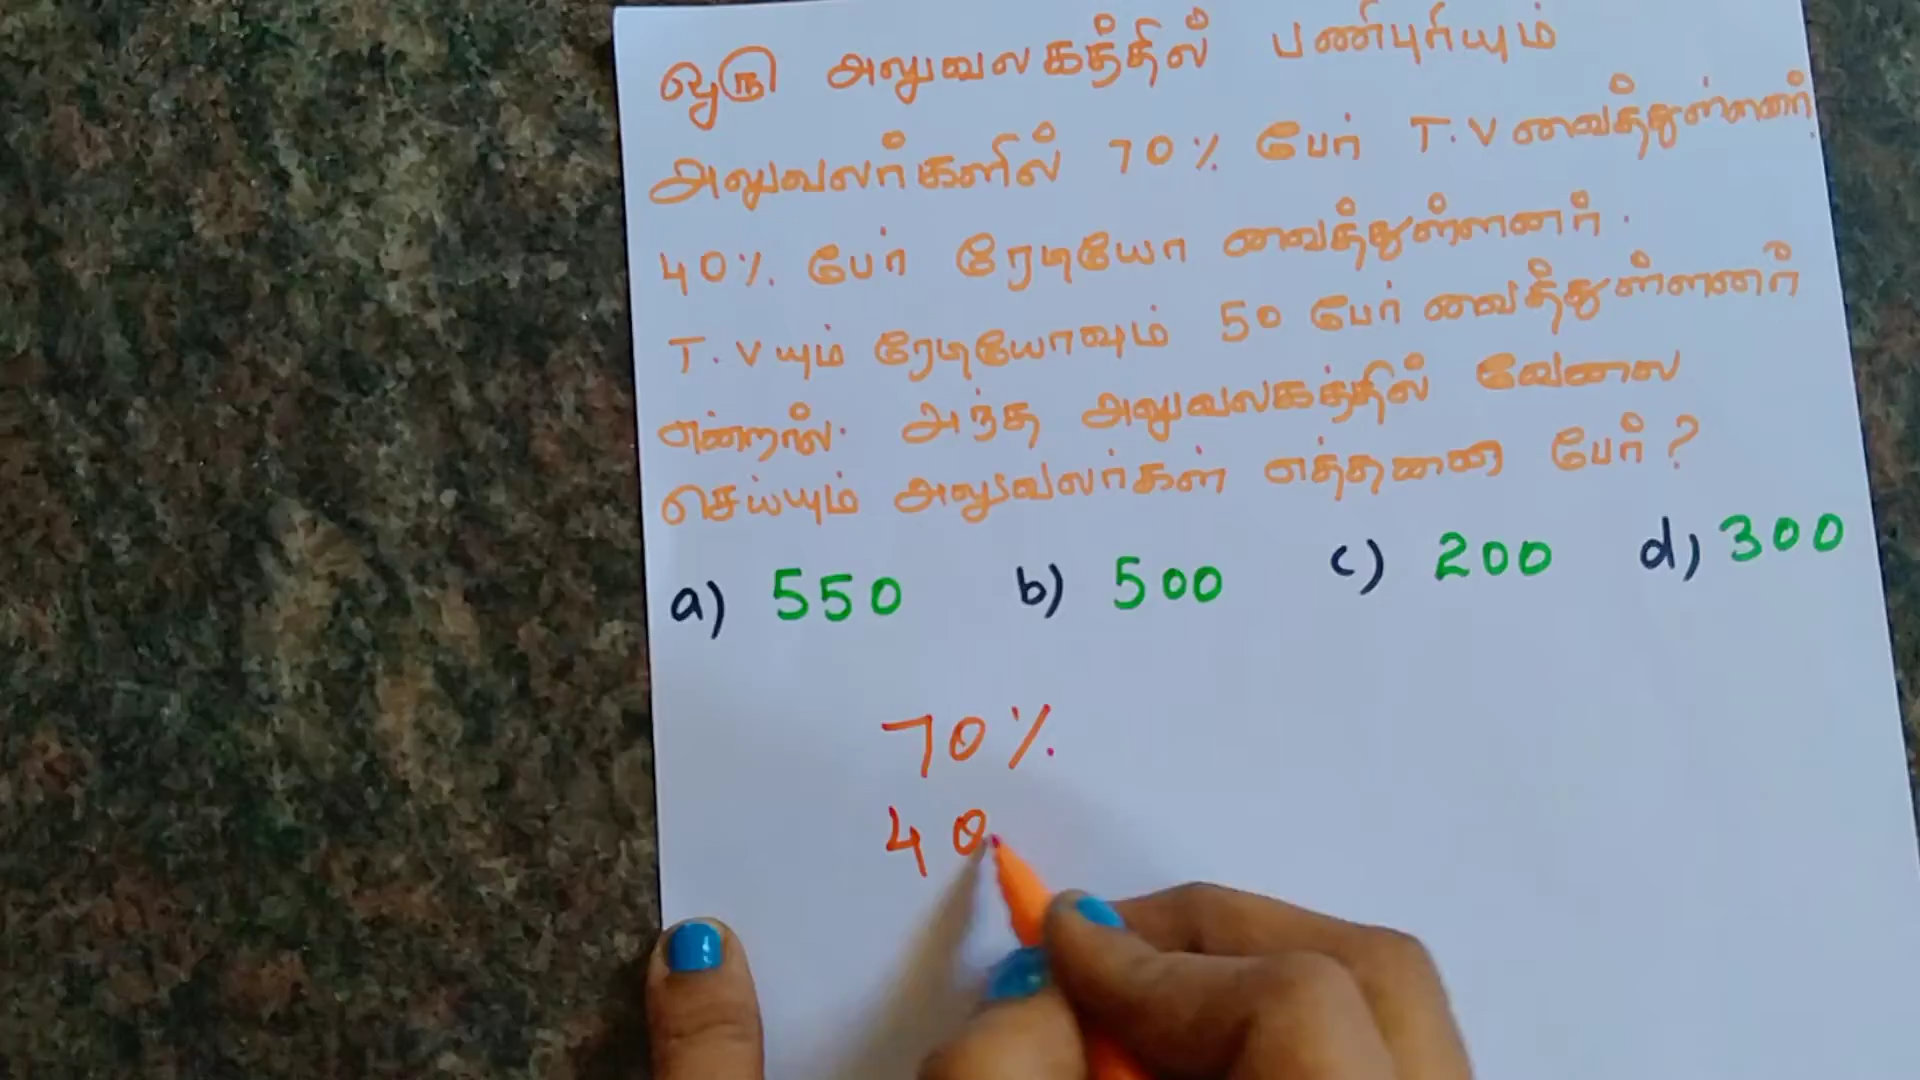 ஒரு அலுவலகத்தில் பணிபுரியும்
அலுவலர்களில் 70% பேர் T.V வைத்துள்ளனர்.
40% பேர் ரேடியோ வைத்துள்ளனர்.
T.V யும் ரேடியோவும் 50 பேர் வைத்துள்ளனர்
என்றால். அந்த அலுவலகத்தில் வேலை
செய்யும் அலுவலர்கள் எத்தனை பேர்?
a) 550 b) 500 c) 200 d) 300
70%
40